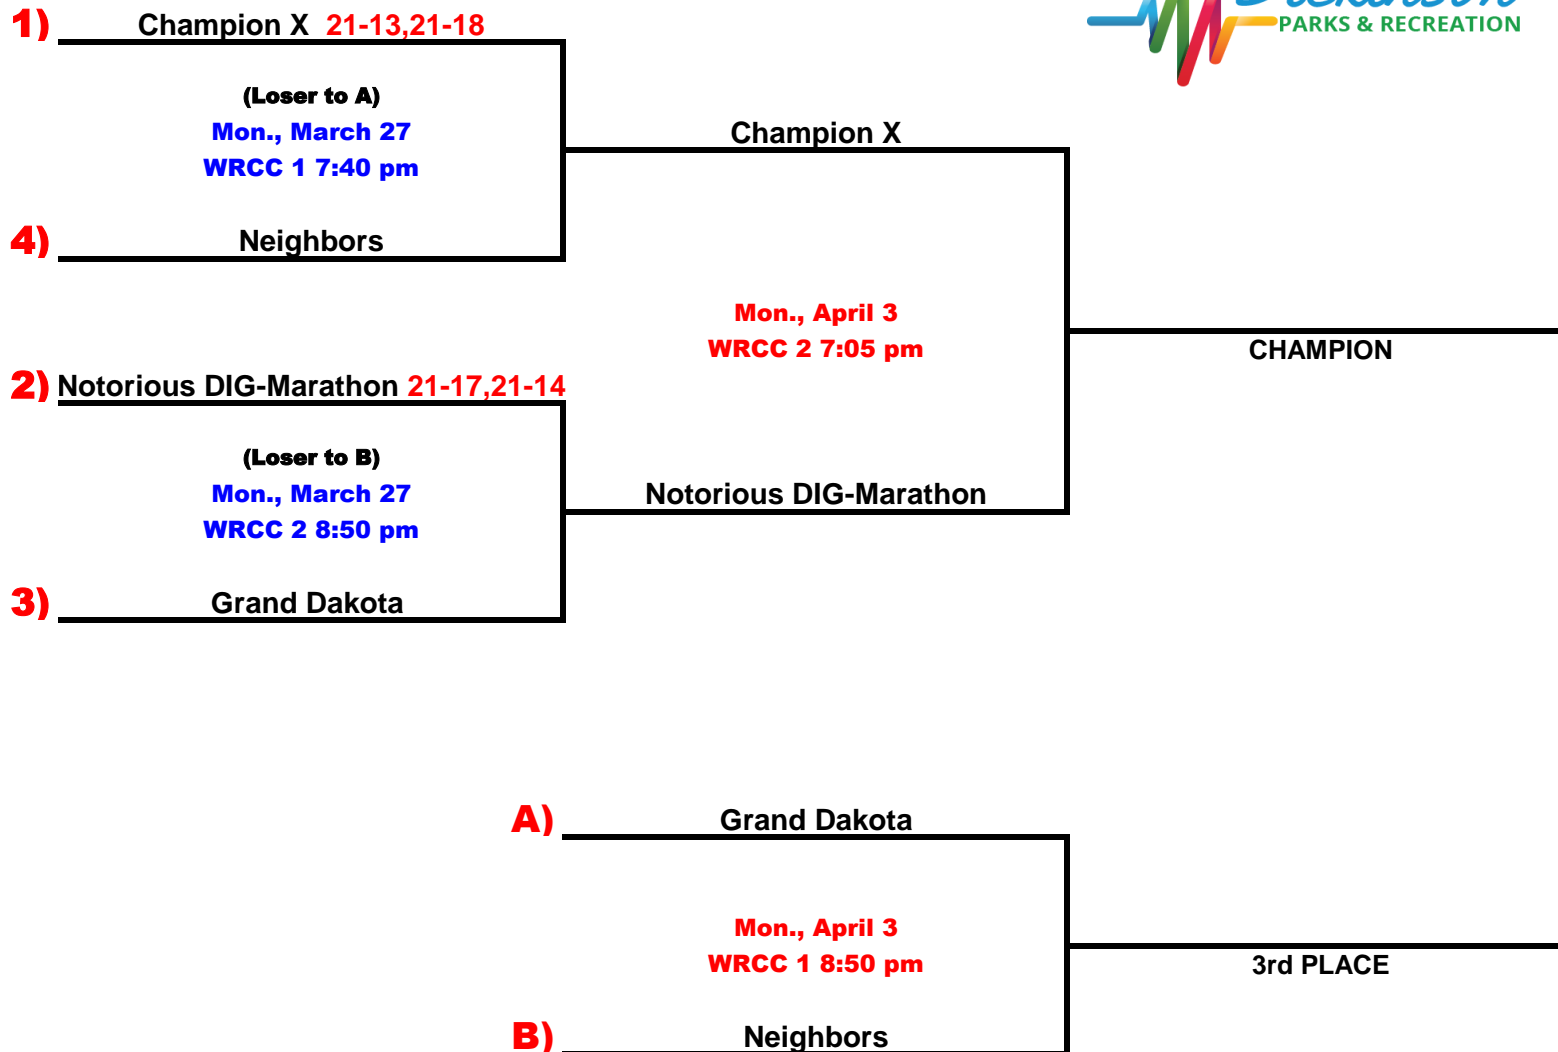 PARKS & RECREATION
1) Champion X 21-13,21-18
(Loser to A)
Mon., March 27
WRCC 1 7:40 pm
Champion X
4) Neighbors
Mon., April 3
WRCC 2 7:05 pm
CHAMPION
2) Notorious DIG-Marathon 21-17,21-14
(Loser to B)
Mon., March 27
WRCC 2 8:50 pm
Notorious DIG-Marathon
3) Grand Dakota
A) Grand Dakota
Mon., April 3
WRCC 1 8:50 pm
3rd PLACE
B) Neighbors